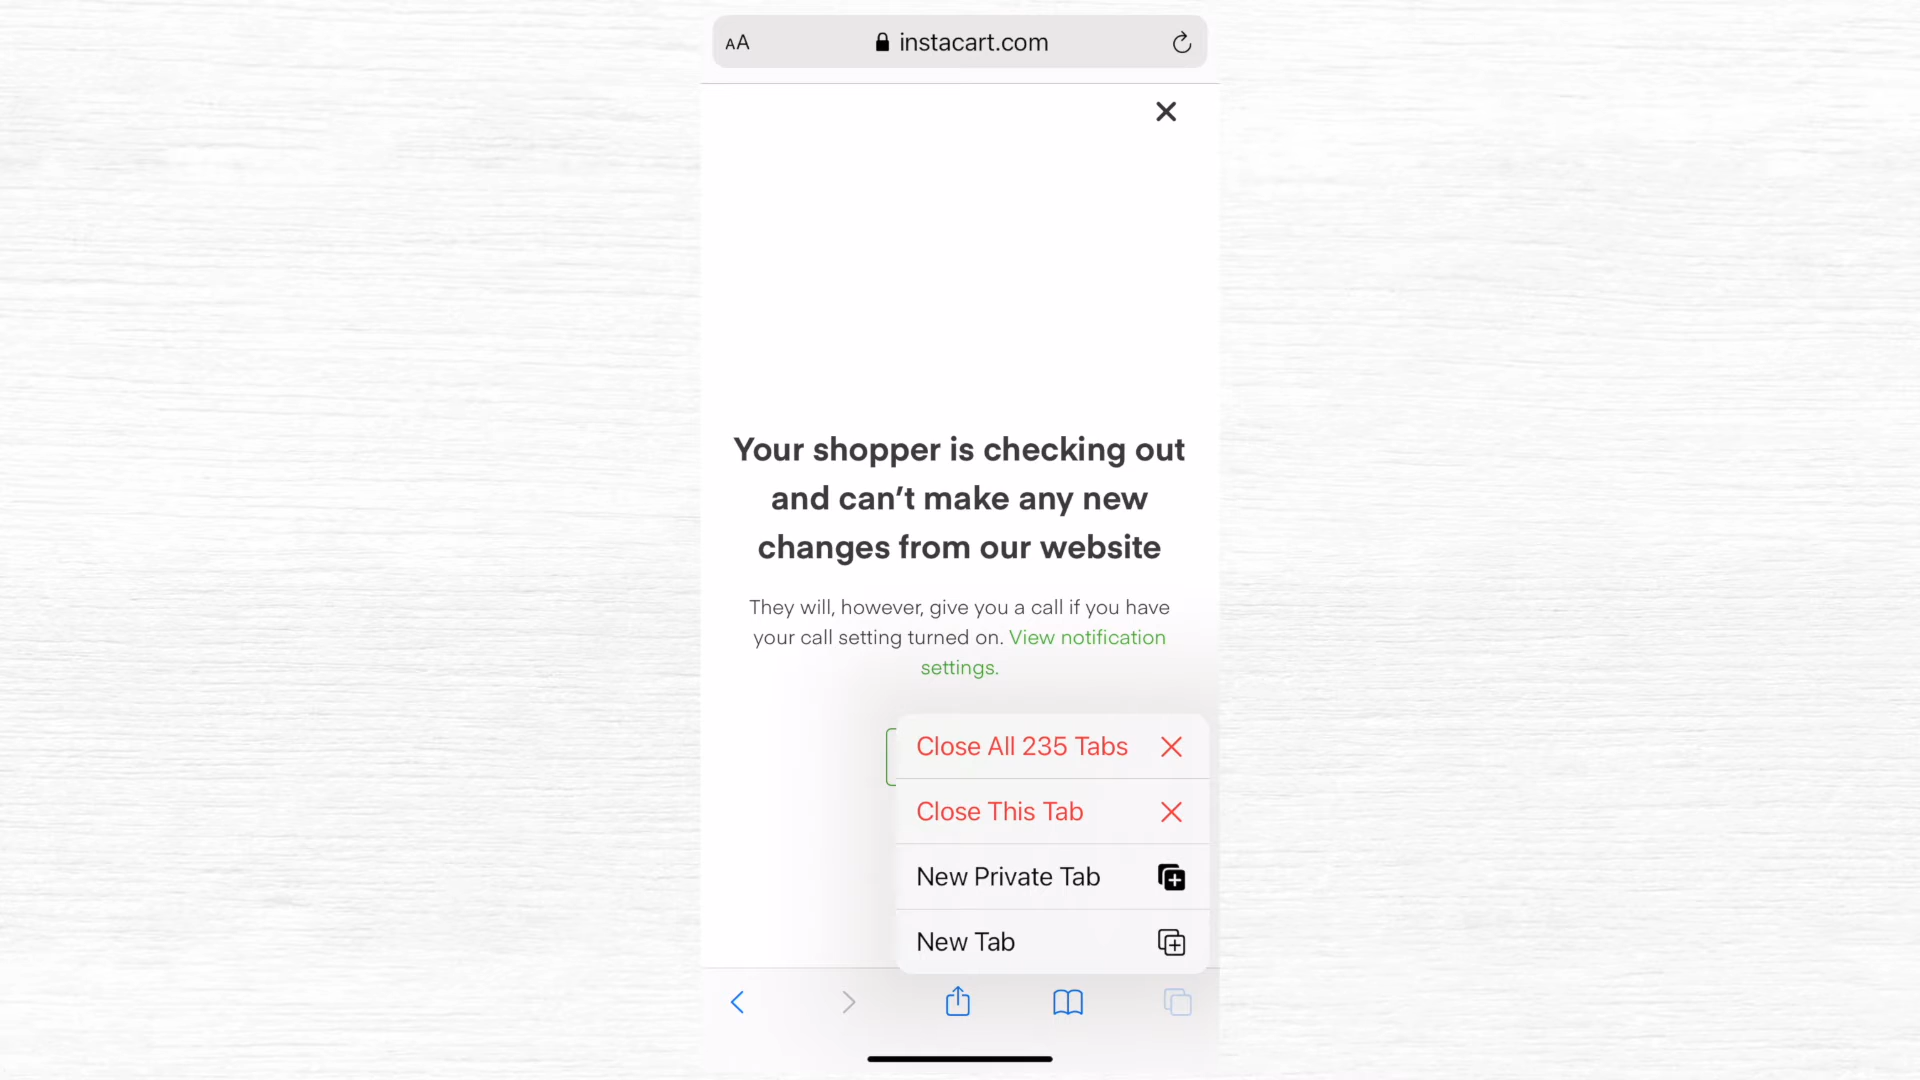 AA instacart.com
Your shopper is checking out
and can’t make any new
changes from our website
They will, however, give you a call if you have
your call setting turned on. View notification
settings.
Close All 235 Tabs
Close This Tab
New Private Tab
New Tab